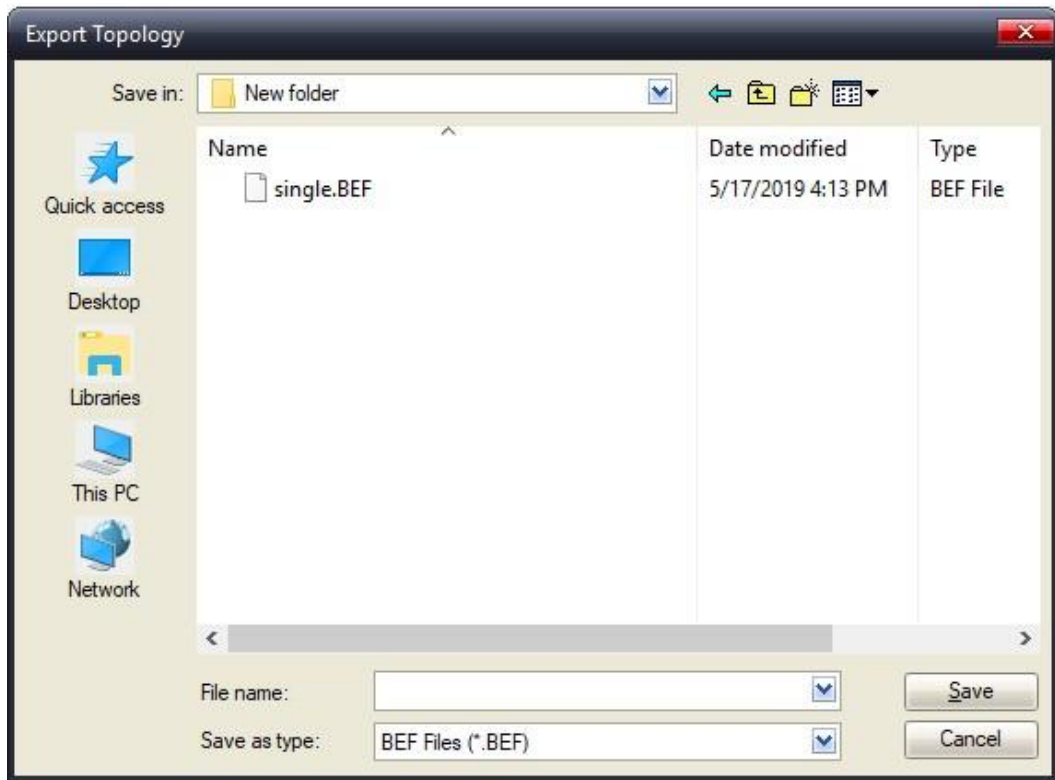 Export Topology
Save in: New folder
Name Date modified Type
single.BEF 5/17/2019 4:13 PM BEF File
Quick access
Desktop
Libraries
This PC
Network
File name: Save
Save as type: BEF Files (*.BEF) Cancel